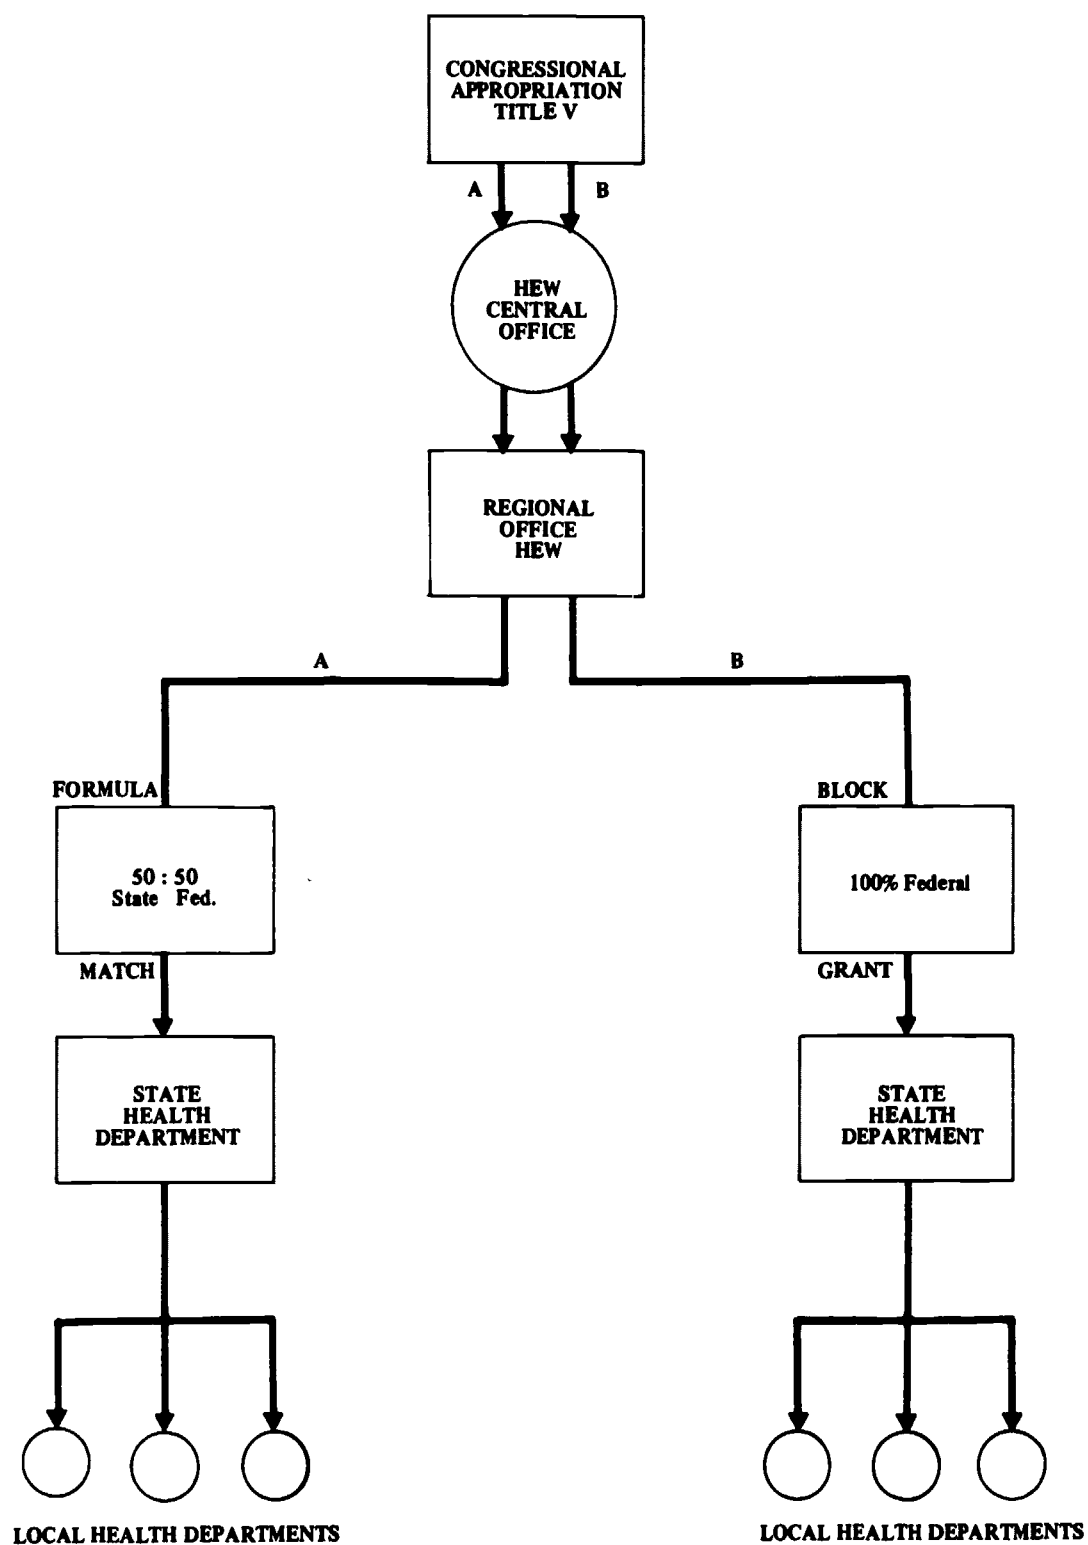 CONGRESSIONAL
APPROPRIATION
TITLE V
A
B
HEW
CENTRAL
OFFICE
REGIONAL
OFFICE
HEW
A
B
FORMULA
50 : 50
State Fed.
MATCH
STATE
HEALTH
DEPARTMENT
LOCAL HEALTH DEPARTMENTS
BLOCK
100% Federal
GRANT
STATE
HEALTH
DEPARTMENT
LOCAL HEALTH DEPARTMENTS